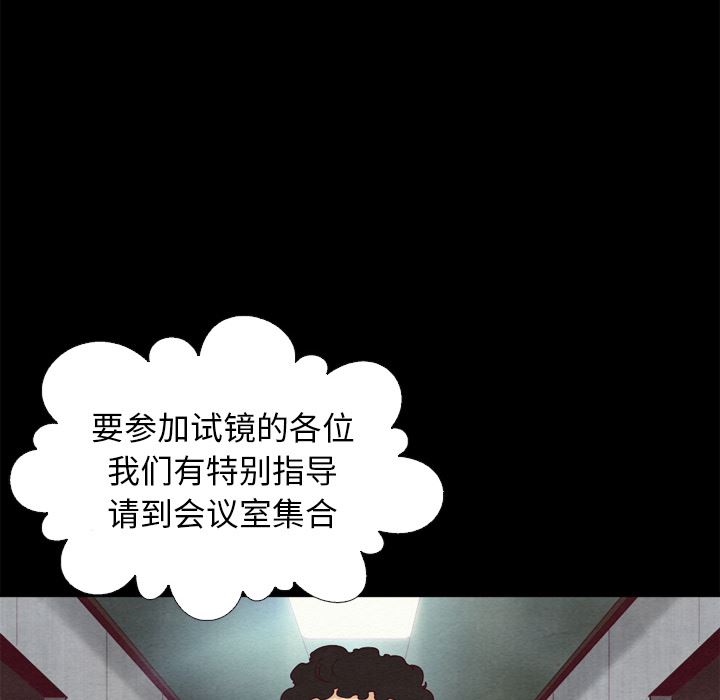 要参加试镜的各位
我们有特别指导
请到会议室集合